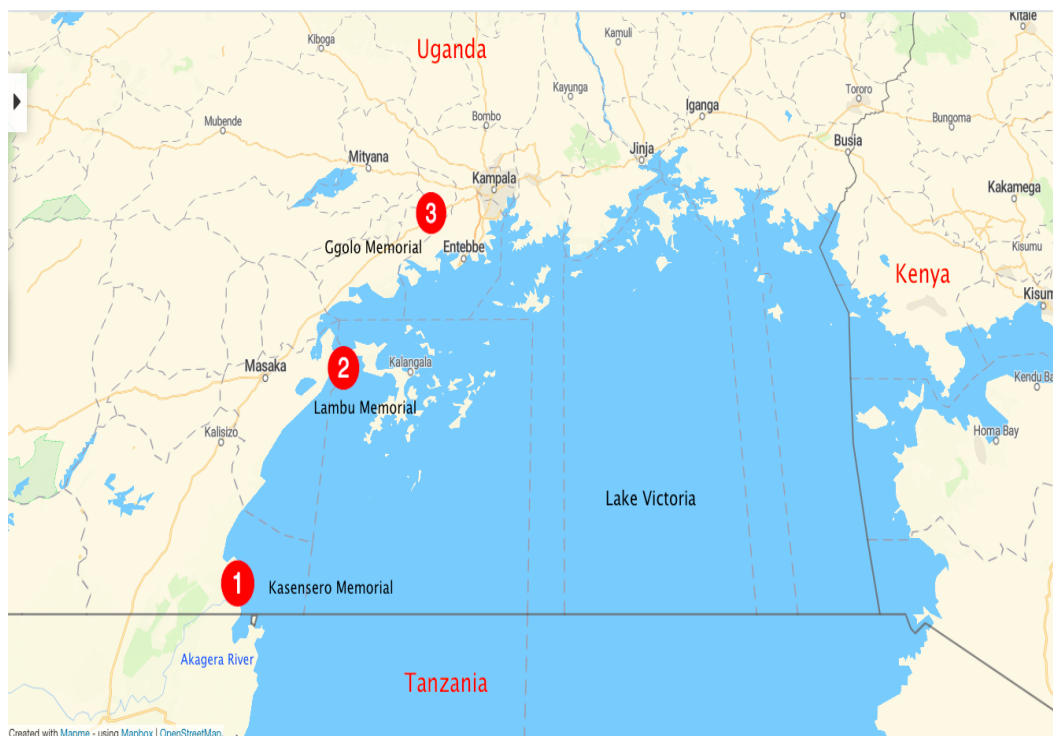 Kitale
Kiboga
Uganda
Kamuli
Kayunga
Tororo
Mubende
Bombo
Iganga
Bungoma
Busia
Mityana
Jinja
Kampala
Kakamega
3
Ggolo Memorial
Entebbe
Kisumu
Kenya
Kisum
Masaka
2
Kalangala
Kendu Ba
Lambu Memorial
Kalisizo
Homa Bay
Lake Victoria
1
Kasensero Memorial
Akagera River
Tanzania
Created with Mapme - using Mapbox | OpenStreetMap.